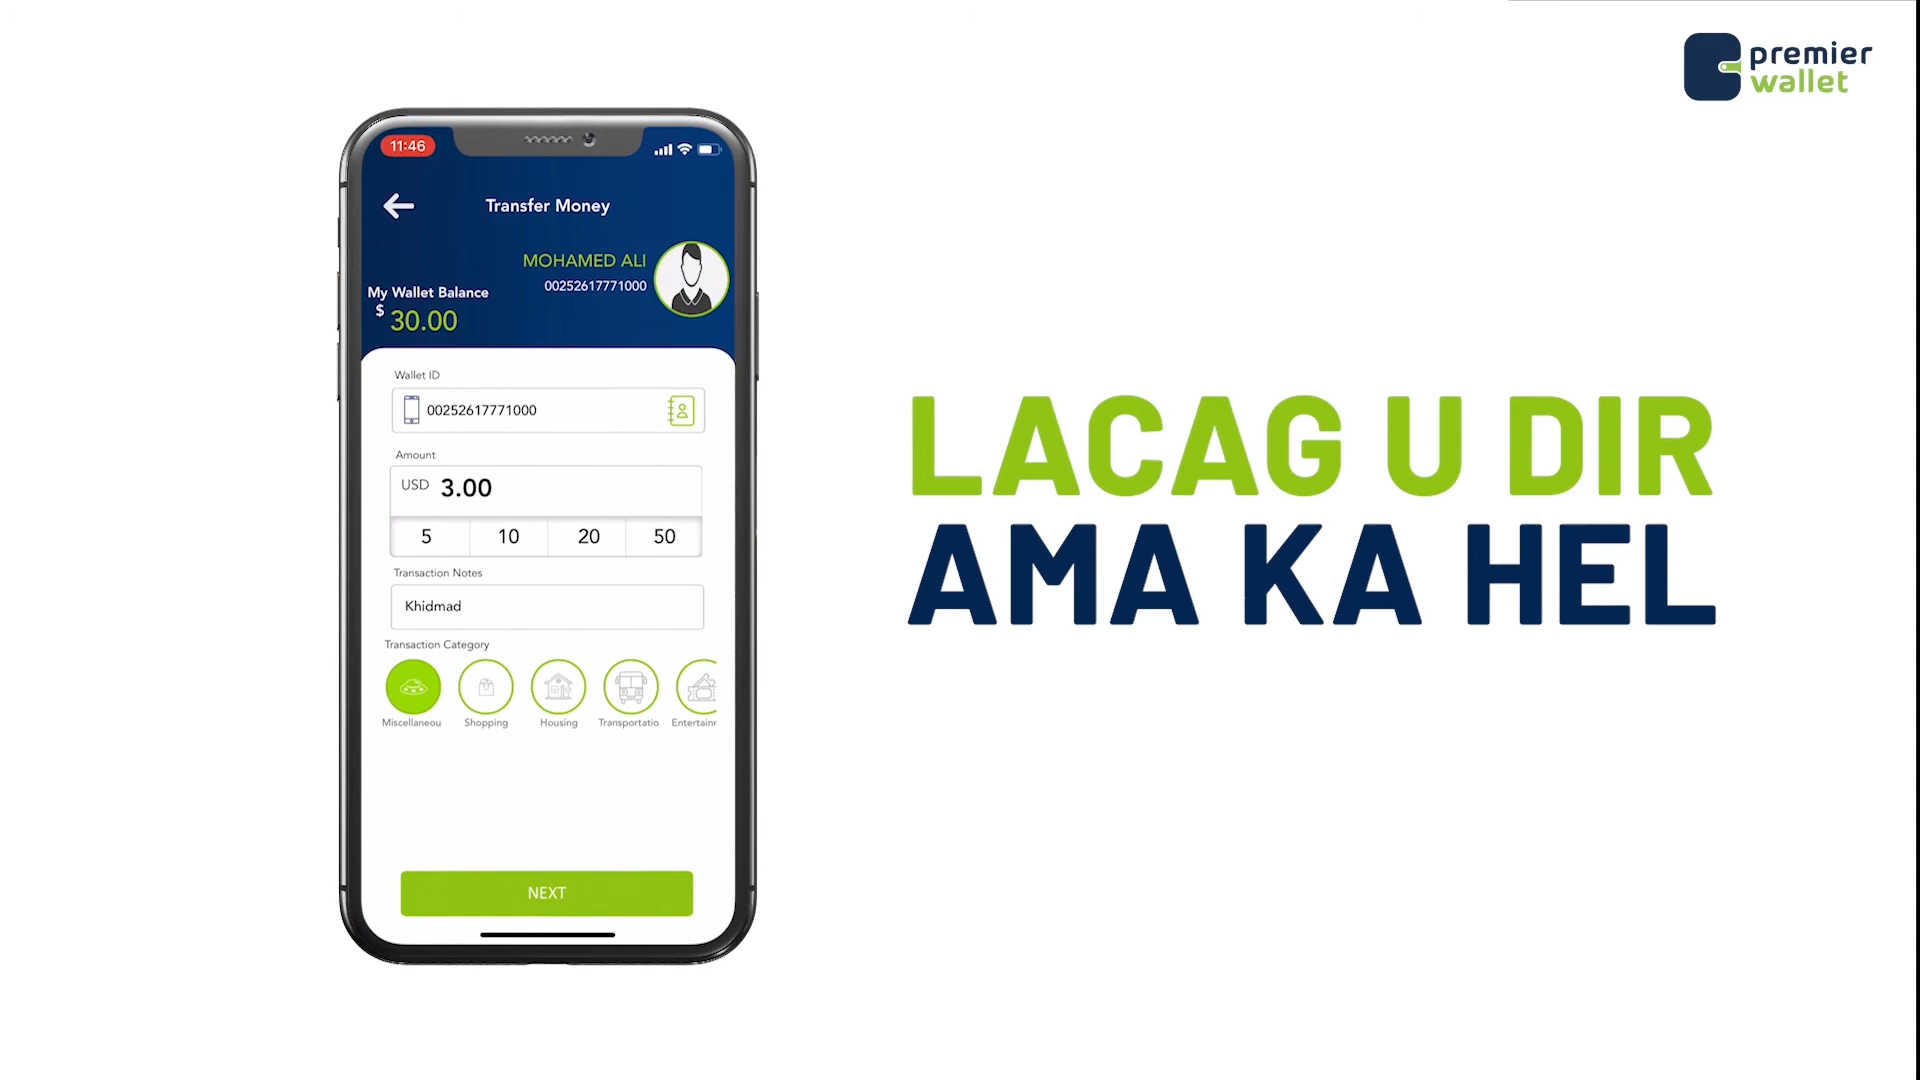 premier
wallet
11:46
Transfer Money
MOHAMED ALI
00252617771000
My Wallet Balance
$ 30.00
Wallet ID
00252617771000
Amount
USD 3.00
5 10 20 50
Transaction Notes
Khidmad
Transaction Category
Miscellaneou Shopping Housing Transportatio Entertainr
NEXT
LACAG U DIR
AMA KA HEL